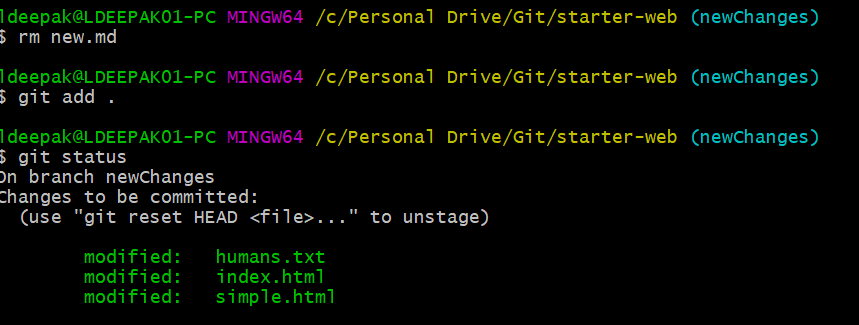 ldeepak@LDEEPAK01-PC MINGW64 /c/Personal Drive/Git/starter-web (newChanges)
$ rm new.md
ldeepak@LDEEPAK01-PC MINGW64 /c/Personal Drive/Git/starter-web (newChanges)
$ git add .
ldeepak@LDEEPAK01-PC MINGW64 /c/Personal Drive/Git/starter-web (newChanges)
$ git status
On branch newChanges
Changes to be committed:
(use "git reset HEAD <file>..." to unstage)
modified: humans.txt
modified: index.html
modified: simple.html